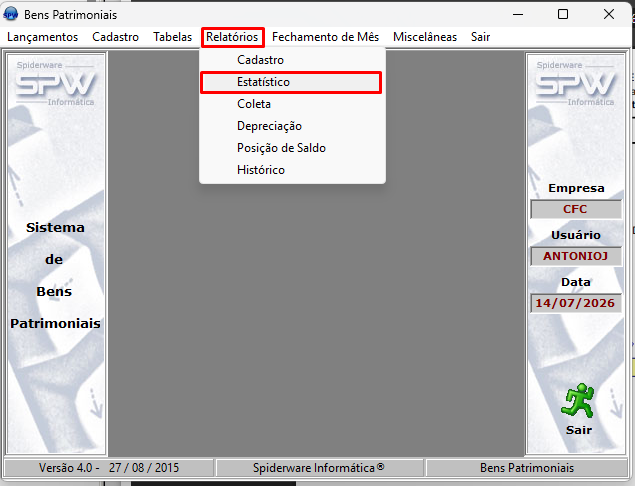 Bens Patrimoniais
Lançamentos Cadastro Tabelas Relatórios Fechamento de Mês Miscelâneas Sair
Cadastro
Estatístico
Coleta
Depreciação
Posição de Saldo
Histórico
Spiderware
SPW
Informática
Sistema
de
Bens
Patrimoniais
Spiderware
SPW
Informática
Empresa
CFC
Usuário
ANTONIOJ
Data
14/07/2026
Sair
Versão 4.0 - 27 / 08 / 2015 Spiderware Informática® Bens Patrimoniais